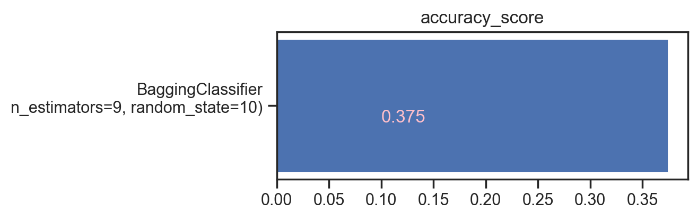 accuracy_score
BaggingClassifier
n_estimators=9, random_state=10)
0.375
0.00 0.05 0.10 0.15 0.20 0.25 0.30 0.35